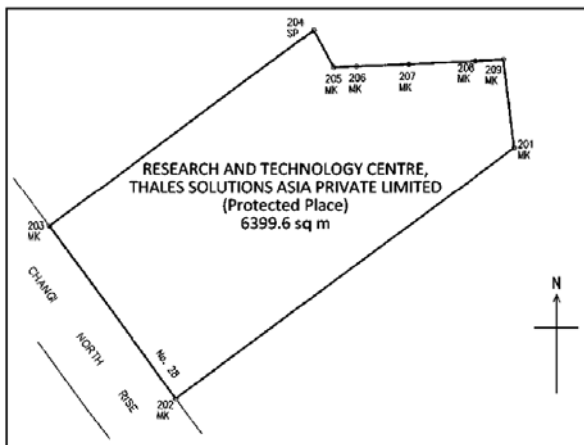 204
SP
205
MK
206
MK
207
MK
208
MK
209
MK
201
MK
RESEARCH AND TECHNOLOGY CENTRE,
THALES SOLUTIONS ASIA PRIVATE LIMITED
(Protected Place)
6399.6 sq m
203
MK
CHANGI
NORTH
RISE
No. 28
202
MK
N